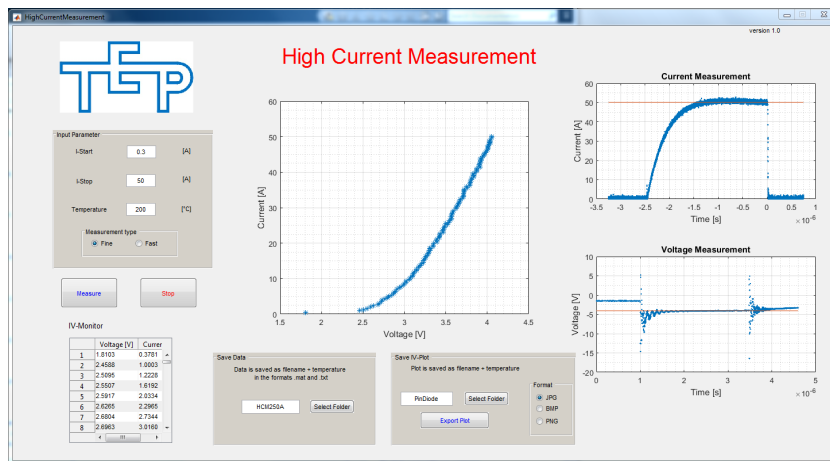 HighCurrentMeasurement
version 1.0
TEP
High Current Measurement
Input Parameter
I-Start 0.3 [A]
I-Stop 50 [A]
Temperature 200 [°C]
Measurement type
Fine Fast
Measure Stop
IV-Monitor
Voltage [V] Currer
1 1.8103 0.3781
2 2.4588 1.0003
3 2.5095 1.2228
4 2.5507 1.6192
5 2.5917 2.0334
6 2.6265 2.2965
7 2.6804 2.7344
8 2.6963 3.0160
60
50
40
30
20
10
0
Current [A]
1.5 2 2.5 3 3.5 4 4.5
Voltage [V]
Current Measurement
60
50
40
30
20
10
0
Current [A]
-3.5 -3 -2.5 -2 -1.5 -1 -0.5 0 0.5 1
Time [s] ×10⁻⁶
Voltage Measurement
10
5
0
-5
-10
-15
-20
Voltage [V]
0 1 2 3 4 5
Time [s] ×10⁻⁶
Save Data
Data is saved as filename + temperature
in the formats .mat and .txt
HCM250A Select Folder
Save IV-Plot
Plot is saved as filename + temperature
PinDiode Select Folder
Export Plot
Format
JPG
BMP
PNG